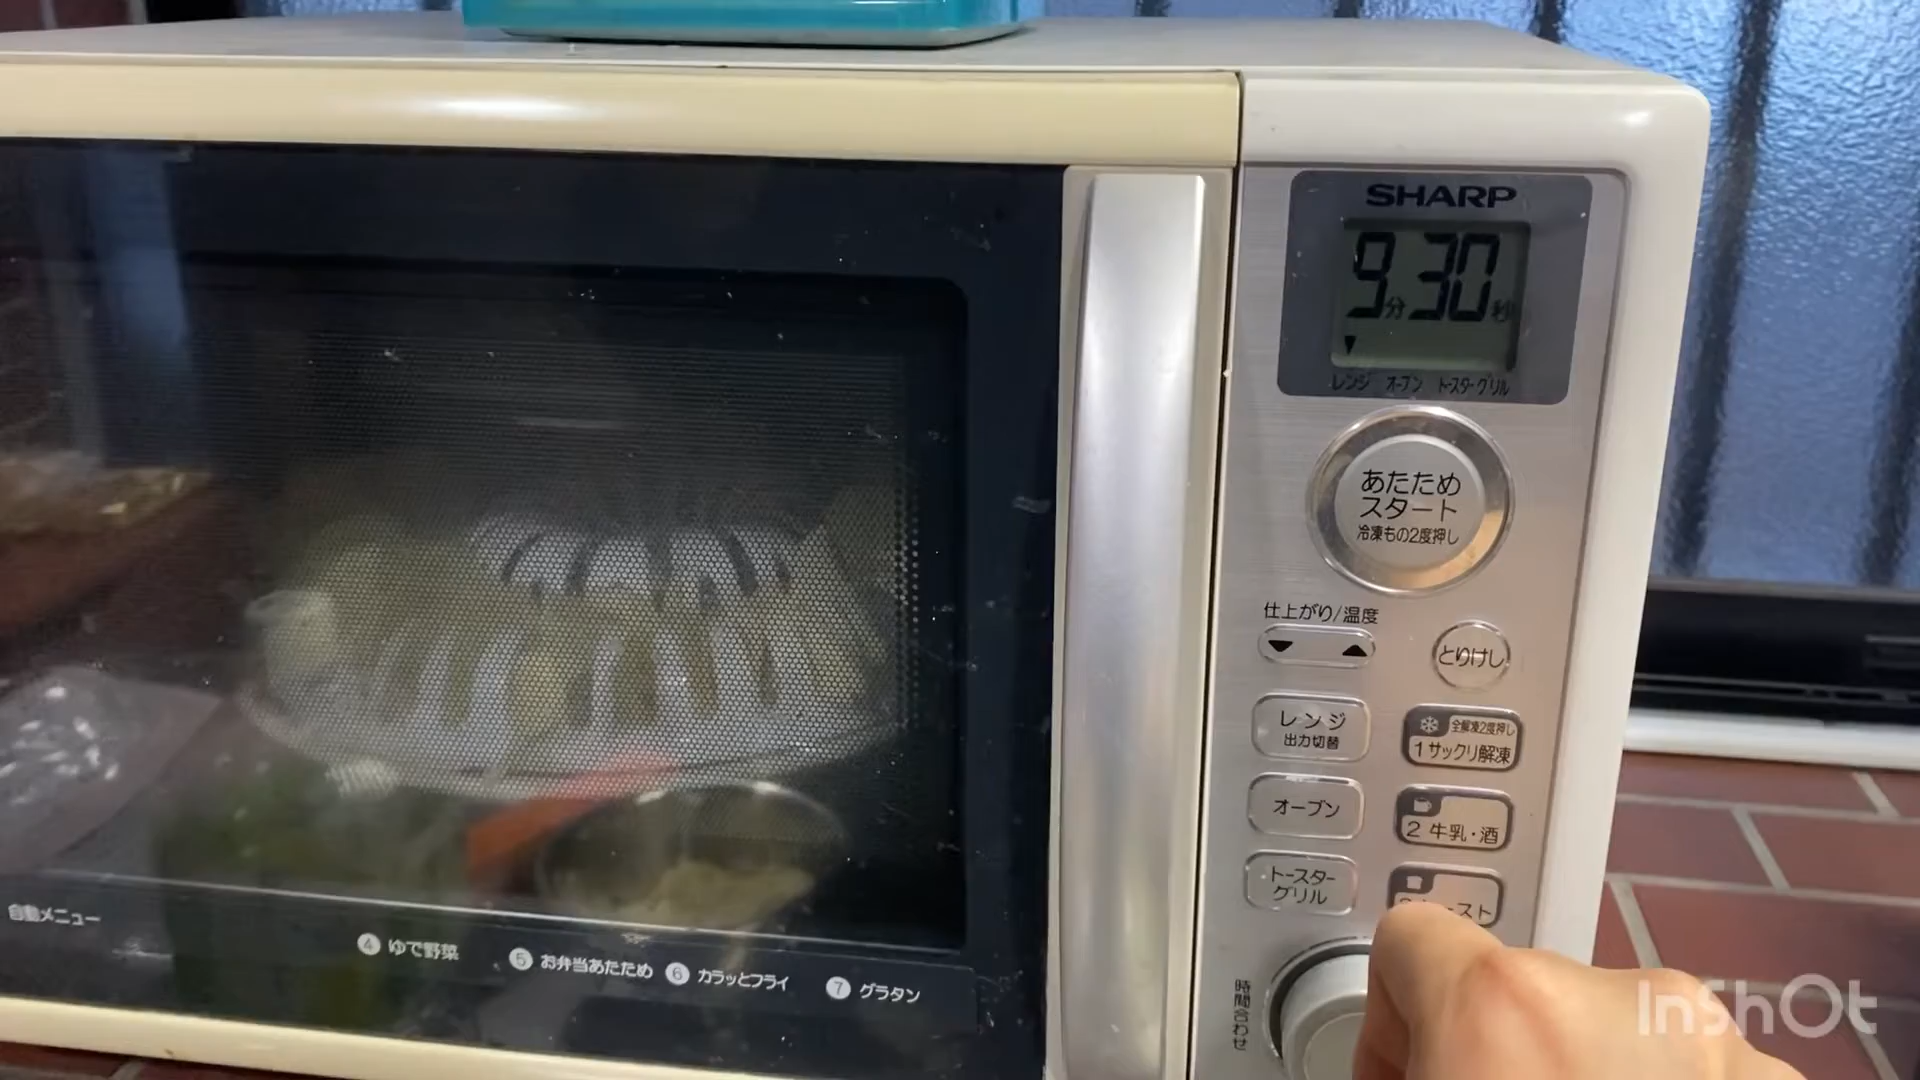 SHARP
9分30秒
レンジ オーブン トースターグリル
あたため
スタート
冷凍もの2度押し
仕上がり/温度
とりけし
レンジ
出力切替
全解凍2度押し
1 サックリ解凍
オーブン
2 牛乳・酒
トースター
グリル
スト
時間合わせ
自動メニュー
4 ゆで野菜
5 お弁当あたため
6 カラッとフライ
7 グラタン
InShOt